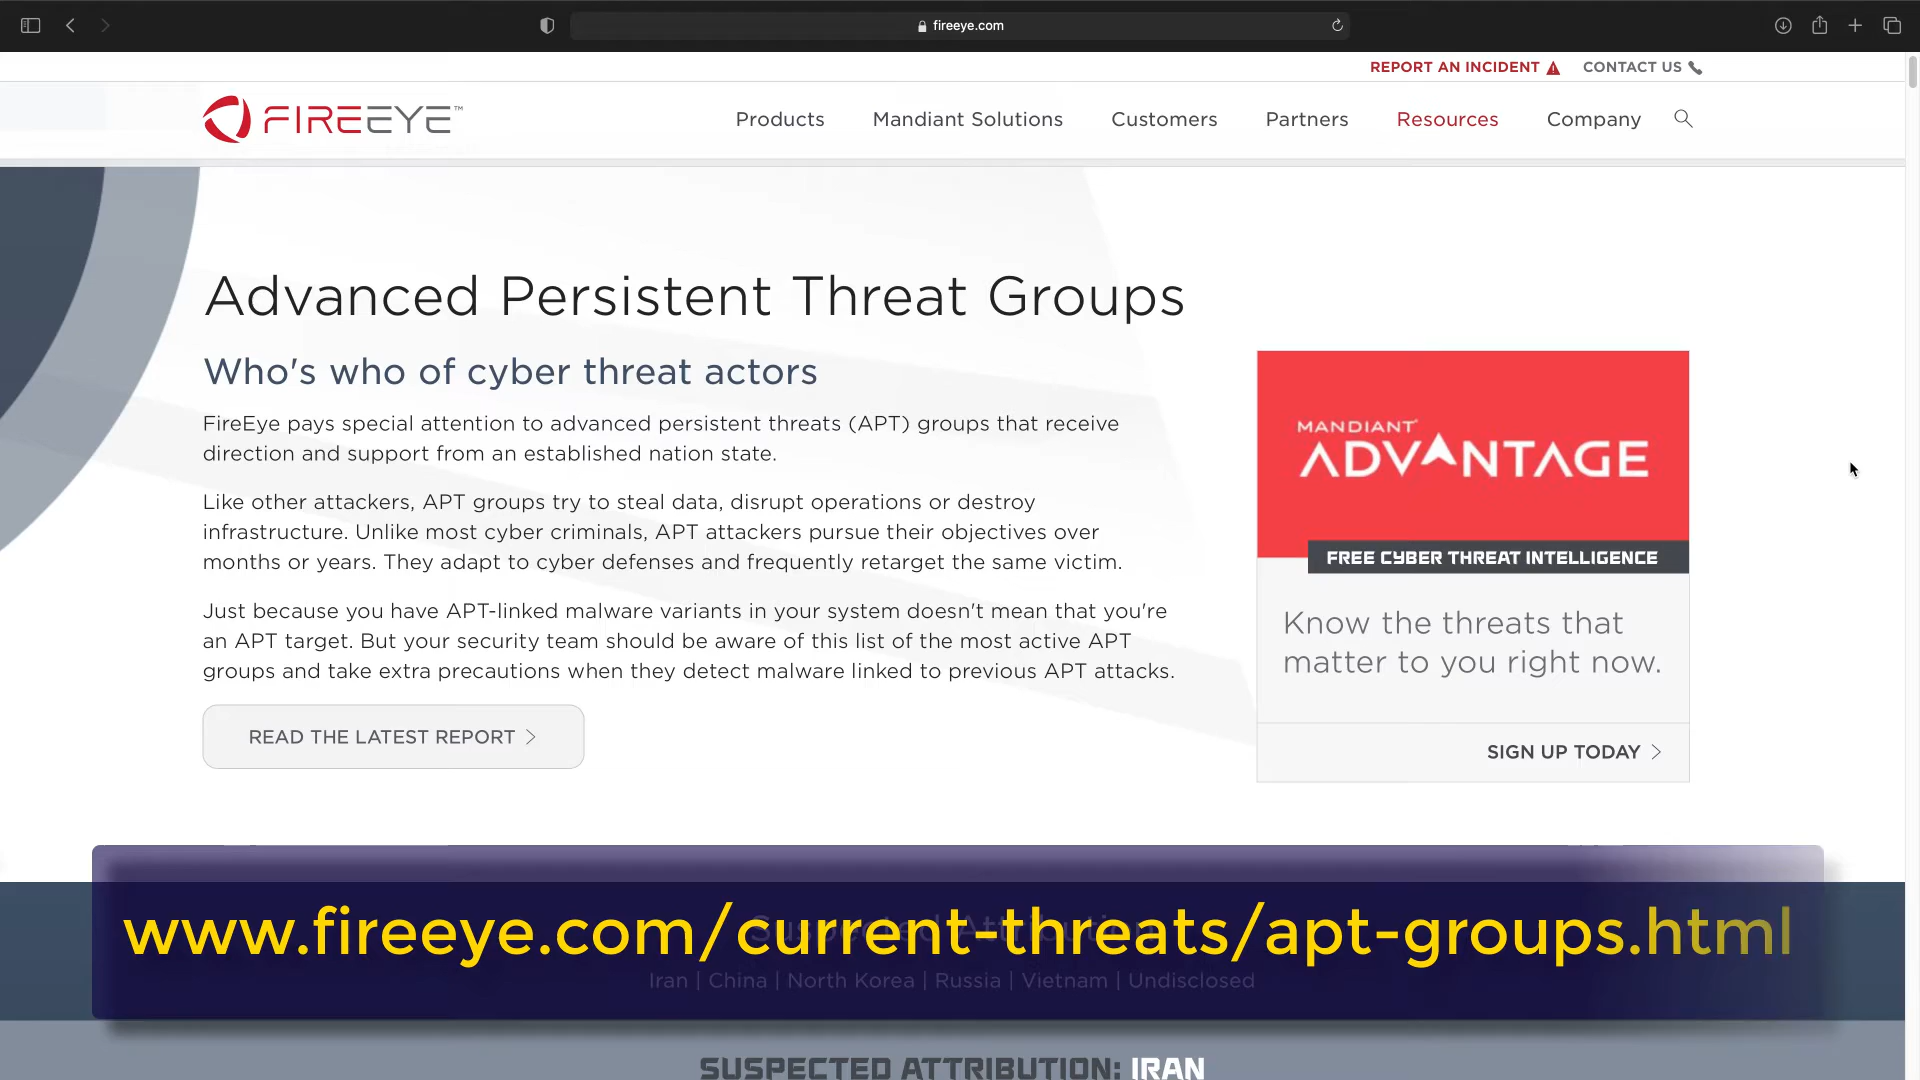 fireeye.com
REPORT AN INCIDENT
CONTACT US
FIREEYE™
Products
Mandiant Solutions
Customers
Partners
Resources
Company
Advanced Persistent Threat Groups
Who's who of cyber threat actors
FireEye pays special attention to advanced persistent threats (APT) groups that receive
direction and support from an established nation state.
Like other attackers, APT groups try to steal data, disrupt operations or destroy
infrastructure. Unlike most cyber criminals, APT attackers pursue their objectives over
months or years. They adapt to cyber defenses and frequently retarget the same victim.
Just because you have APT-linked malware variants in your system doesn't mean that you're
an APT target. But your security team should be aware of this list of the most active APT
groups and take extra precautions when they detect malware linked to previous APT attacks.
READ THE LATEST REPORT >
MANDIANT®
ADVANTAGE
FREE CYBER THREAT INTELLIGENCE
Know the threats that
matter to you right now.
SIGN UP TODAY >
Suspected Attribution
www.fireeye.com/current-threats/apt-groups.html
Iran | China | North Korea | Russia | Vietnam | Undisclosed
SUSPECTED ATTRIBUTION: IRAN